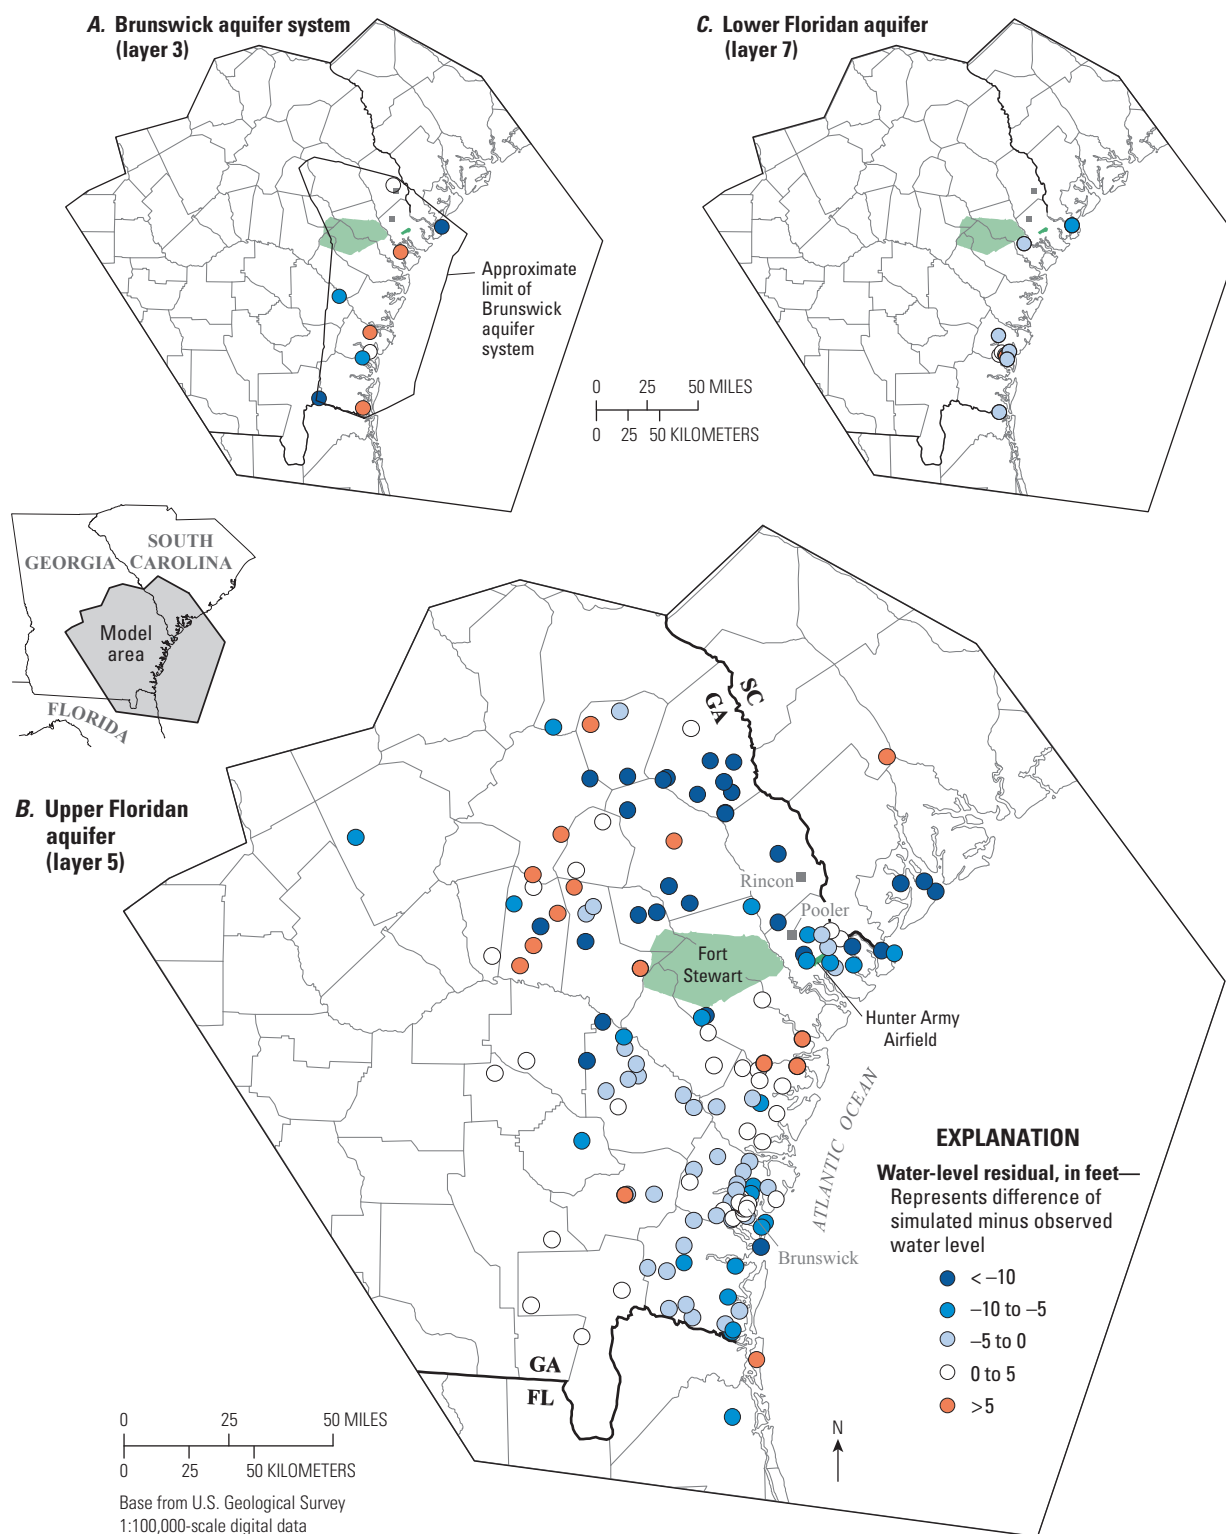 A. Brunswick aquifer system
(layer 3)
C. Lower Floridan aquifer
(layer 7)
Approximate
limit of
Brunswick
aquifer
system
0 25 50 MILES
0 25 50 KILOMETERS
GEORGIA
SOUTH
CAROLINA
Model
area
FLORIDA
B. Upper Floridan
aquifer
(layer 5)
SC
GA
Rincon
Pooler
Fort
Stewart
Hunter Army
Airfield
ATLANTIC OCEAN
Brunswick
GA
FL
EXPLANATION
Water-level residual, in feet—
Represents difference of
simulated minus observed
water level
< –10
–10 to –5
–5 to 0
0 to 5
>5
N
0 25 50 MILES
0 25 50 KILOMETERS
Base from U.S. Geological Survey
1:100,000-scale digital data